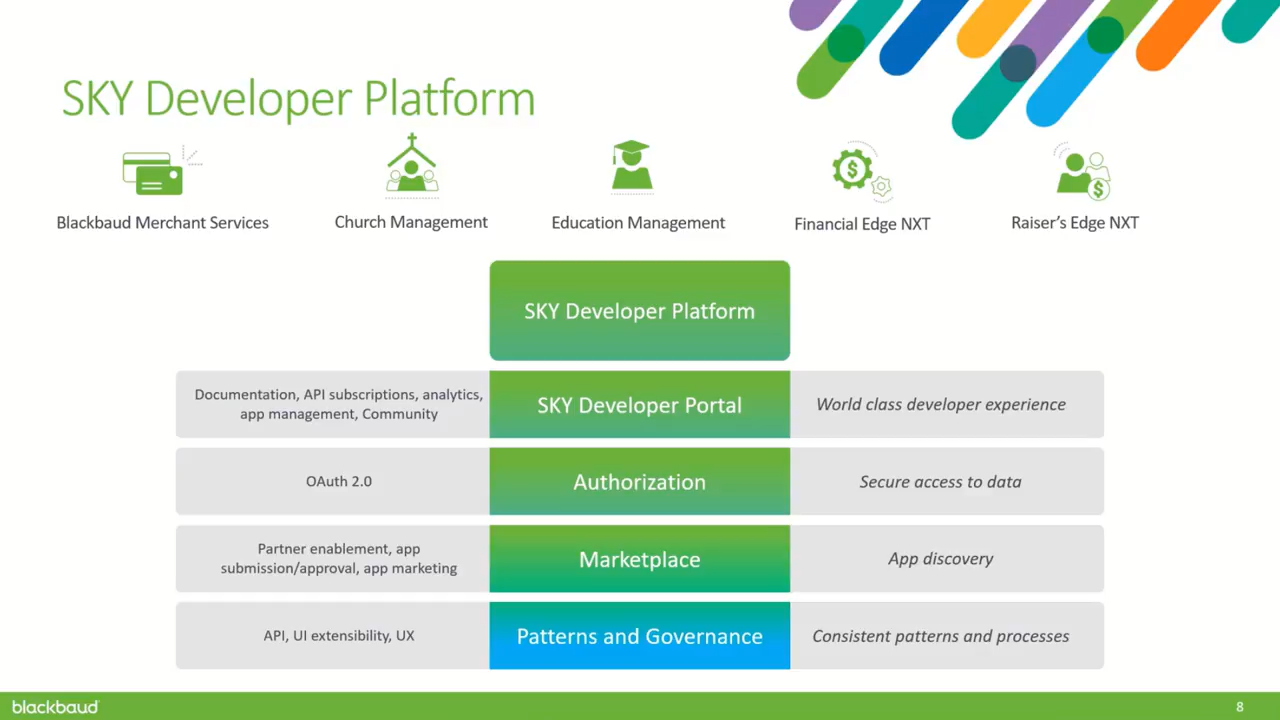 SKY Developer Platform
Blackbaud Merchant Services
Church Management
Education Management
Financial Edge NXT
Raiser's Edge NXT
SKY Developer Platform
Documentation, API subscriptions, analytics,
app management, Community
SKY Developer Portal
World class developer experience
OAuth 2.0
Authorization
Secure access to data
Partner enablement, app
submission/approval, app marketing
Marketplace
App discovery
API, UI extensibility, UX
Patterns and Governance
Consistent patterns and processes
blackbaud
8